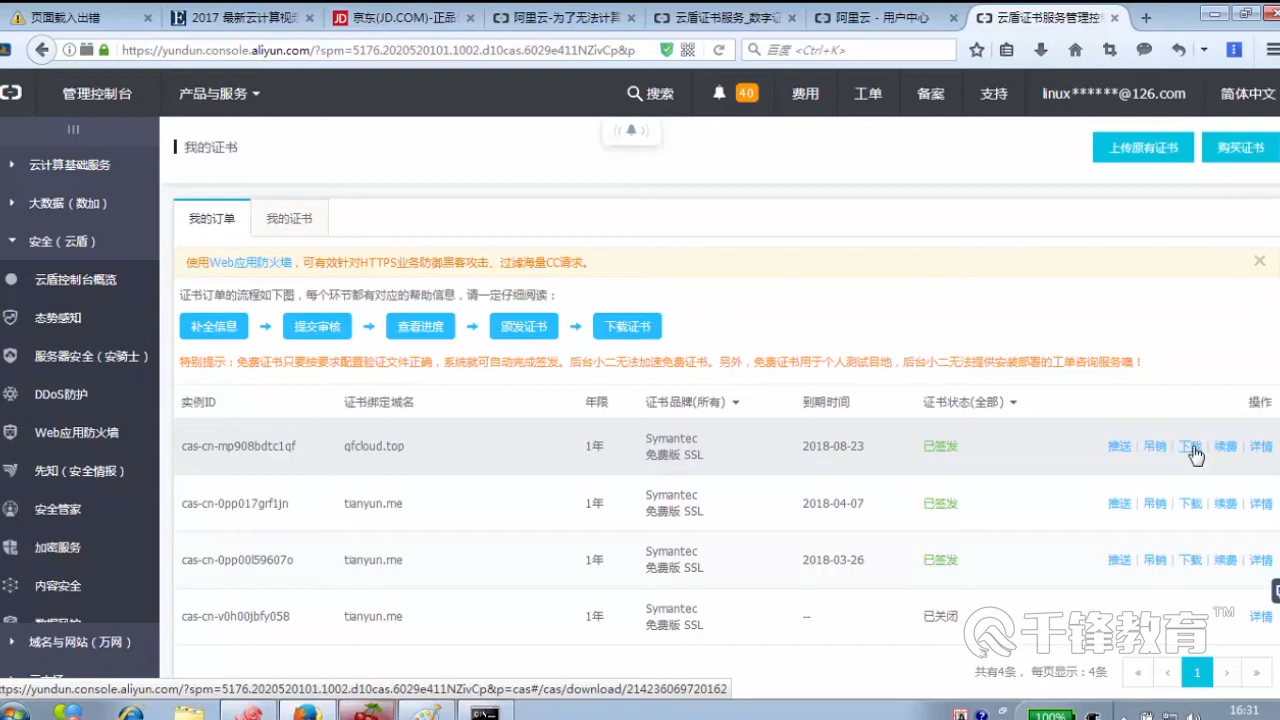 页面载入出错
2017 最新云计算视
京东(JD.COM)-正品
阿里云-为了无法计算
云盾证书服务_数字证
阿里云 - 用户中心
云盾证书服务管理控
https://yundun.console.aliyun.com/?spm=5176.2020520101.1002.d10cas.6029e411NZivCp&p
百度 <Ctrl+K>
管理控制台
产品与服务
搜索
40
费用
工单
备案
支持
linux******@126.com
简体中文
云计算基础服务
大数据（数加）
安全（云盾）
云盾控制台概览
态势感知
服务器安全（安骑士）
DDoS防护
Web应用防火墙
先知（安全情报）
安全管家
加密服务
内容安全
域名与网站（万网）
我的证书
上传原有证书
购买证书
我的订单
我的证书
使用Web应用防火墙，可有效针对HTTPS业务防御黑客攻击、过滤海量CC请求。
证书订单的流程如下图，每个环节都有对应的帮助信息，请一定仔细阅读：
补全信息 → 提交审核 → 查看进度 → 颁发证书 → 下载证书
特别提示：免费证书只要按要求配置验证文件正确，系统就可自动完成签发。后台小二无法加速免费证书。另外，免费证书用于个人测试目地，后台小二无法提供安装部署的工单咨询服务噢！
实例ID 证书绑定域名 年限 证书品牌(所有) 到期时间 证书状态(全部) 操作
cas-cn-mp908bdtc1qf qfcloud.top 1年 Symantec 免费版 SSL 2018-08-23 已签发 推送 吊销 下载 续费 详情
cas-cn-0pp017grf1jn tianyun.me 1年 Symantec 免费版 SSL 2018-04-07 已签发 推送 吊销 下载 续费 详情
cas-cn-0pp00l59607o tianyun.me 1年 Symantec 免费版 SSL 2018-03-26 已签发 推送 吊销 下载 续费 详情
cas-cn-v0h00jbfy058 tianyun.me 1年 Symantec 免费版 SSL -- 已关闭 详情
千锋教育TM
共有4条， 每页显示：4条
« ‹ 1 › »
ttps://yundun.console.aliyun.com/?spm=5176.2020520101.1002.d10cas.6029e411NZivCp&p=cas#/cas/download/214236069720162
100%
16:31